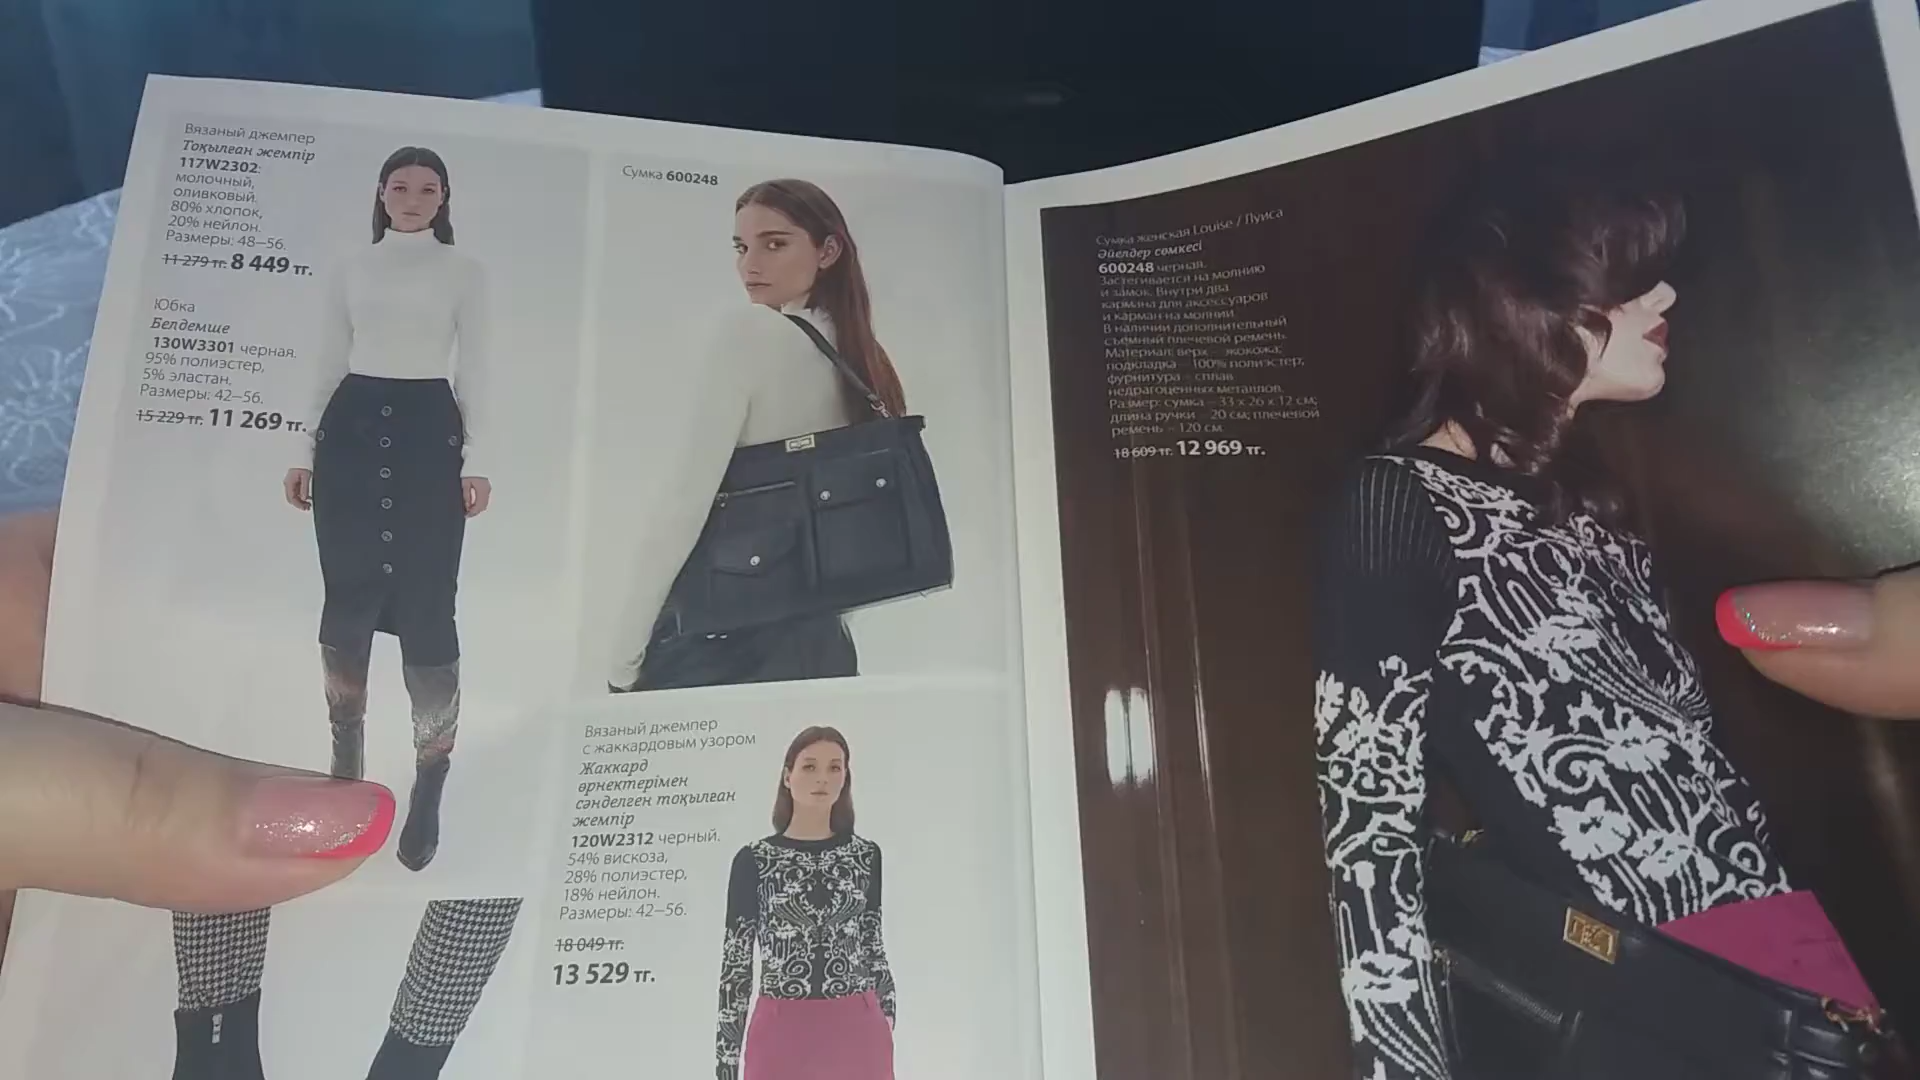 Вязаный джемпер
Тоқылған жемпір
117W2302:
молочный,
оливковый.
80% хлопок,
20% нейлон.
Размеры: 48–56.
11 279 тг. 8 449 тг.
Юбка
Белдемше
130W3301 черная.
95% полиэстер,
5% эластан.
Размеры: 42–56.
15 229 тг. 11 269 тг.
Сумка 600248
Вязаный джемпер
с жаккардовым узором
Жаккард
өрнектерімен
сәнделген тоқылған
жемпір
120W2312 черный.
54% вискоза,
28% полиэстер,
18% нейлон.
Размеры: 42–56.
18 049 тг.
13 529 тг.
Сумка женская Louise / Луиса
Әйелдер сөмкесі
600248 черная.
Застегивается на молнию
и замок. Внутри два
кармана для аксессуаров
и карман на молнии.
В наличии дополнительный
съемный плечевой ремень.
Материал: верх – экокожа;
подкладка – 100% полиэстер;
фурнитура – сплав
недрагоценных металлов.
Размер: сумка – 33 x 26 x 12 см;
длина ручки – 20 см; плечевой
ремень – 120 см.
18 609 тг. 12 969 тг.